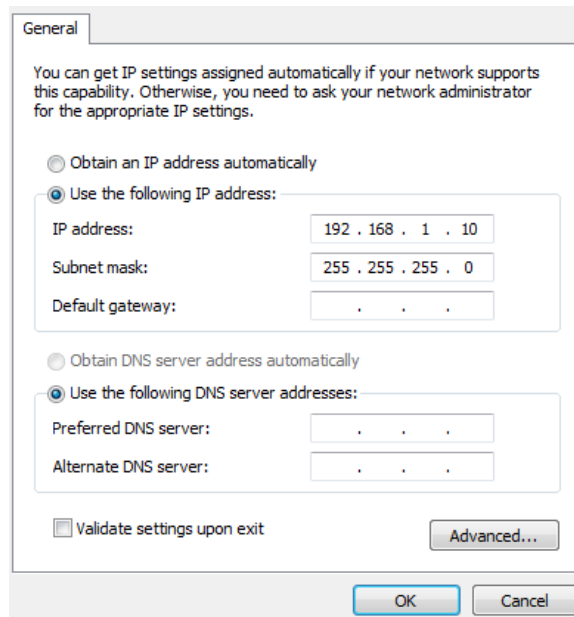 General
You can get IP settings assigned automatically if your network supports
this capability. Otherwise, you need to ask your network administrator
for the appropriate IP settings.
Obtain an IP address automatically
Use the following IP address:
IP address: 192 . 168 . 1 . 10
Subnet mask: 255 . 255 . 255 . 0
Default gateway: . . .
Obtain DNS server address automatically
Use the following DNS server addresses:
Preferred DNS server: . . .
Alternate DNS server: . . .
Validate settings upon exit
Advanced...
OK Cancel